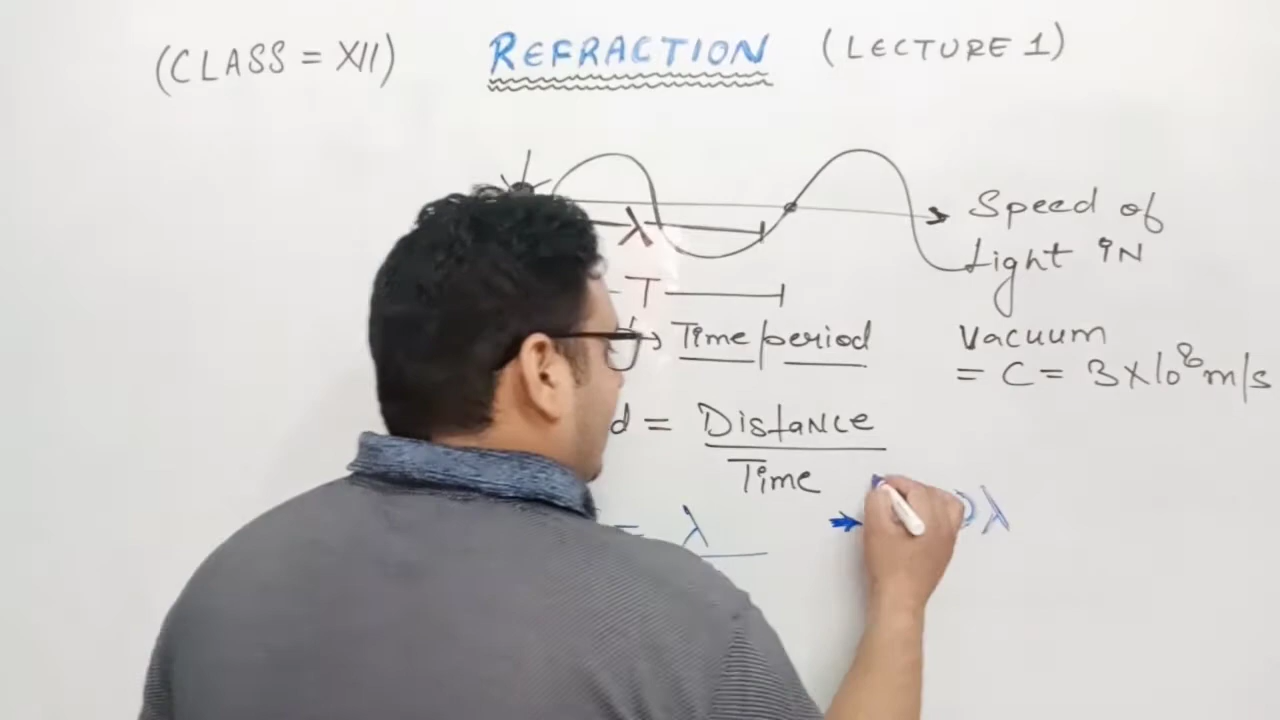 (CLASS = XII) REFRACTION (LECTURE 1)
Speed of
Light IN
Vacuum
= C = 3 X 10⁸ m/s
λ
T
→ Time period
d = Distance
Time
= λ
λ